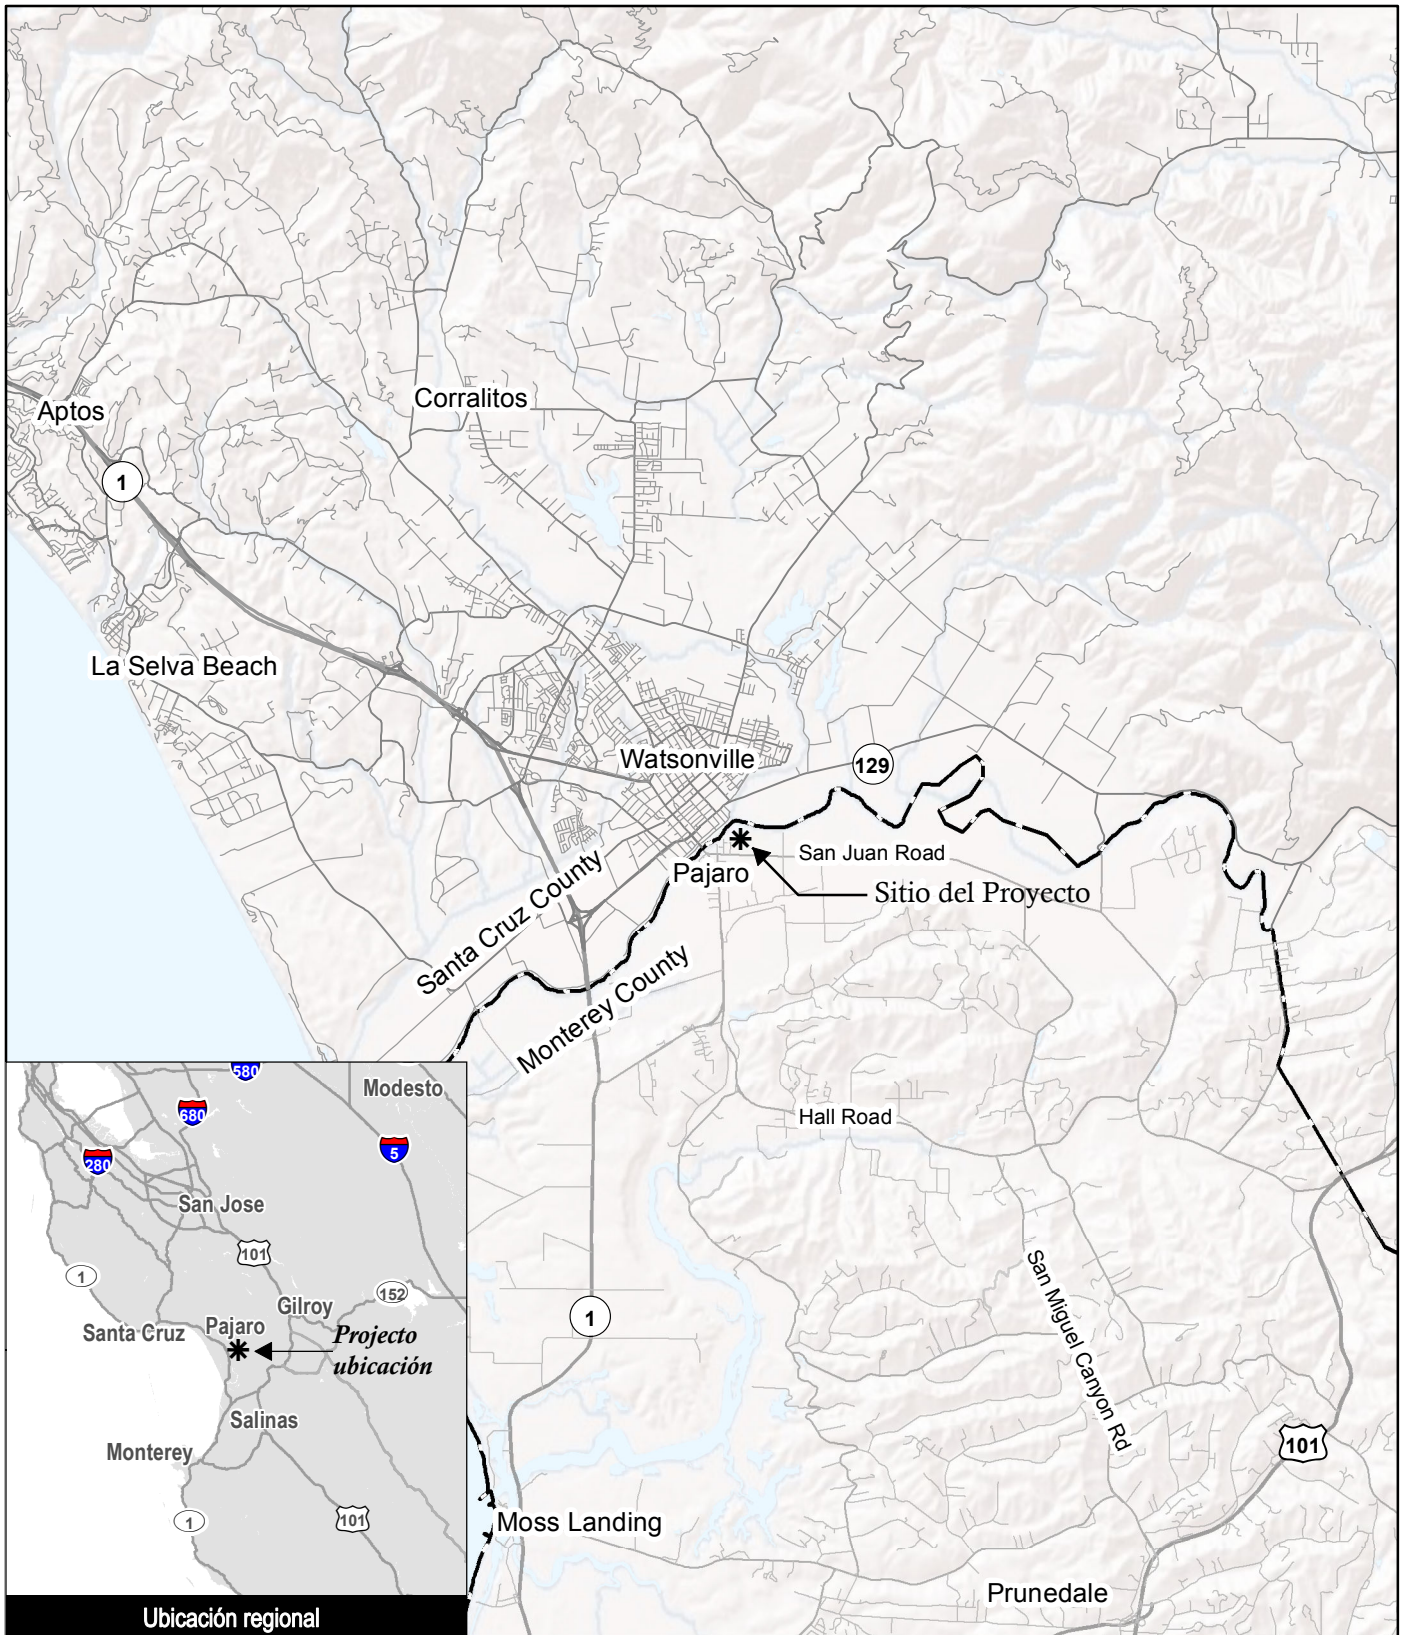 Corralitos
Aptos
1
La Selva Beach
Watsonville
129
San Juan Road
Pajaro
Sitio del Proyecto
Santa Cruz County
Monterey County
Hall Road
San Miguel Canyon Rd
1
101
Moss Landing
Prunedale
580
Modesto
680
5
280
San Jose
101
1
152
Gilroy
Santa Cruz
Pajaro
Projecto
ubicación
Salinas
Monterey
1
101
Ubicación regional